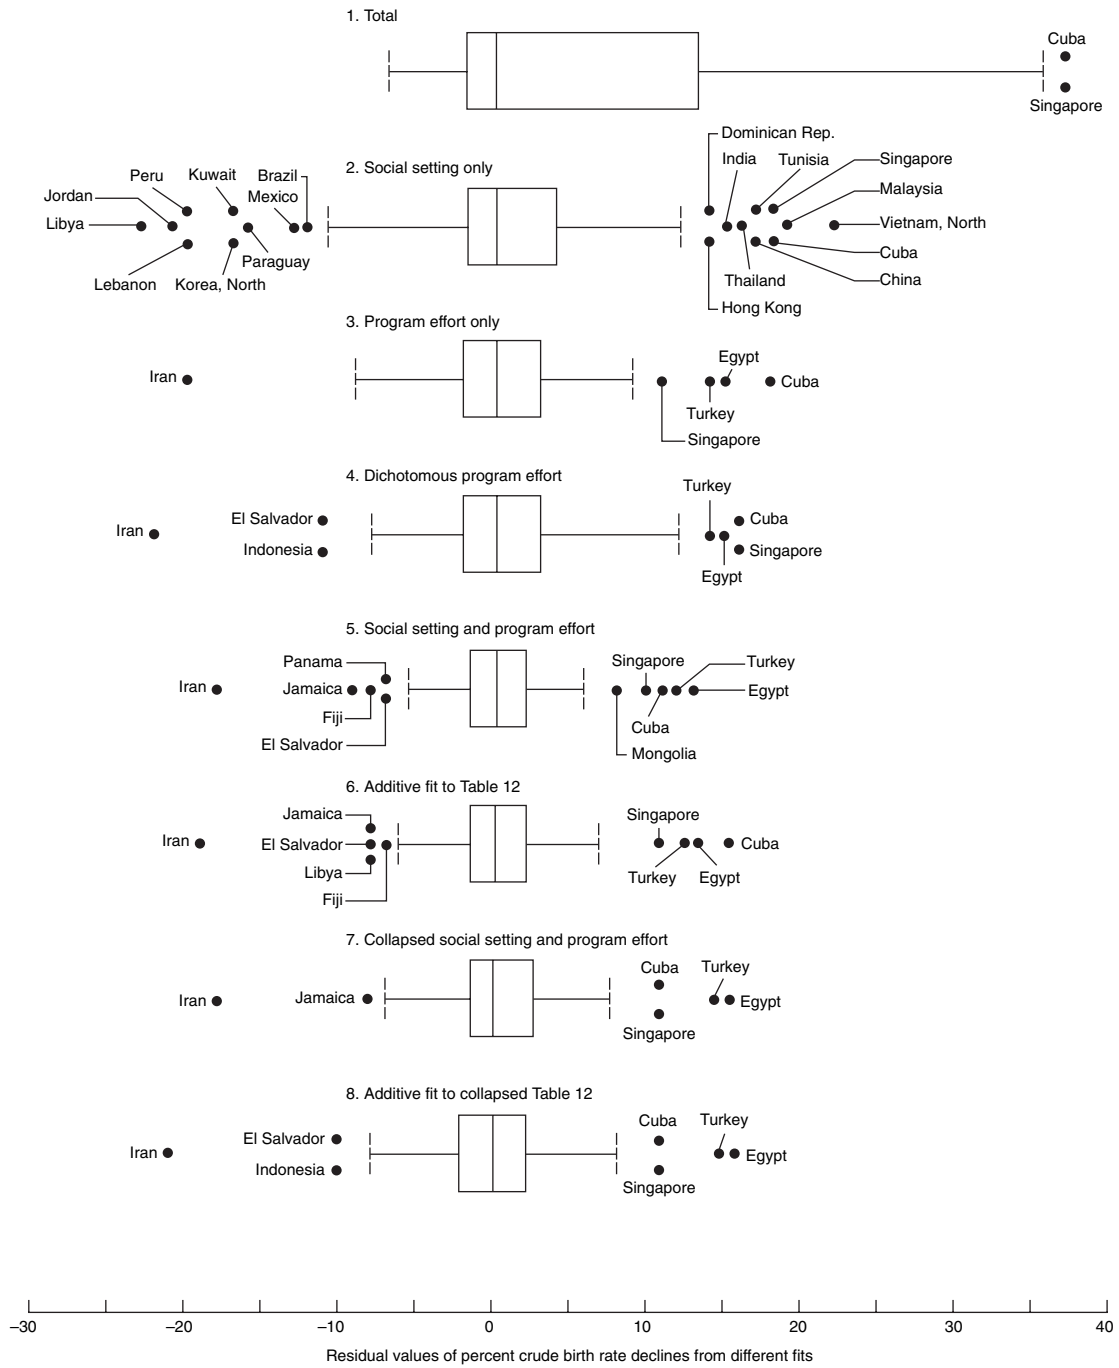 1. Total
Cuba
Singapore
2. Social setting only
Dominican Rep.
India
Tunisia
Singapore
Malaysia
Vietnam, North
Cuba
China
Thailand
Hong Kong
Peru
Kuwait
Brazil
Mexico
Jordan
Libya
Lebanon
Korea, North
Paraguay
3. Program effort only
Iran
Egypt
Cuba
Turkey
Singapore
4. Dichotomous program effort
Iran
El Salvador
Indonesia
Turkey
Cuba
Singapore
Egypt
5. Social setting and program effort
Panama
Iran
Jamaica
Fiji
El Salvador
Singapore
Turkey
Egypt
Cuba
Mongolia
6. Additive fit to Table 12
Jamaica
Iran
El Salvador
Libya
Fiji
Singapore
Cuba
Turkey
Egypt
7. Collapsed social setting and program effort
Iran
Jamaica
Cuba
Turkey
Egypt
Singapore
8. Additive fit to collapsed Table 12
Iran
El Salvador
Indonesia
Cuba
Turkey
Egypt
Singapore
–30 –20 –10 0 10 20 30 40
Residual values of percent crude birth rate declines from different fits